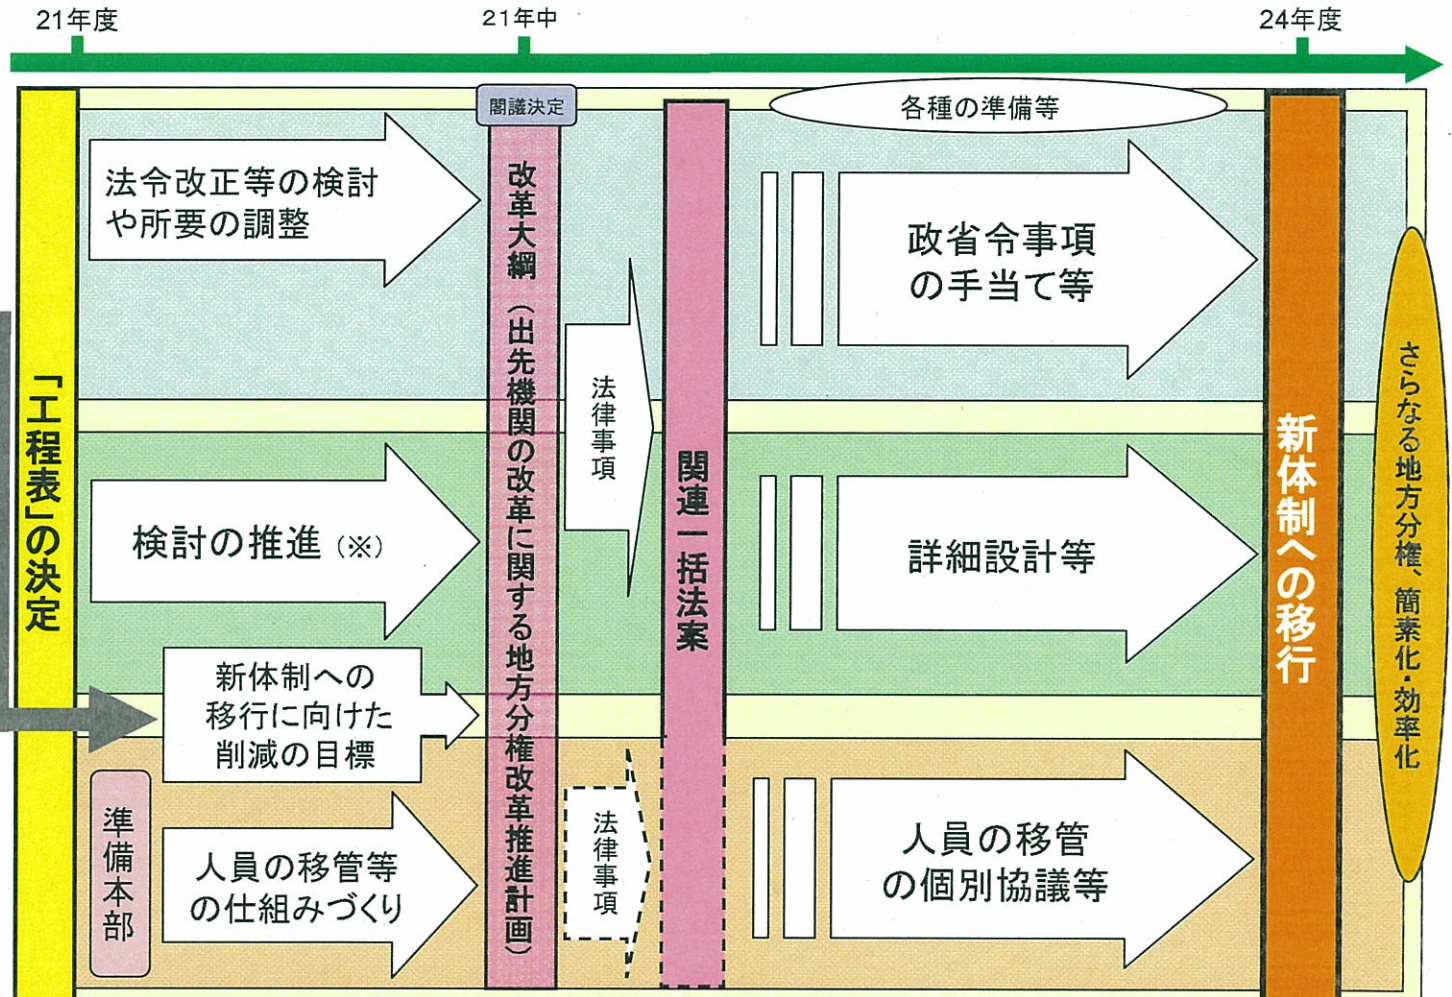 21年度
21年中
24年度
閣議決定
各種の準備等
「工程表」の決定
法令改正等の検討
や所要の調整
検討の推進（※）
新体制への
移行に向けた
削減の目標
準備本部
人員の移管等
の仕組みづくり
改革大綱（出先機関の改革に関する地方分権改革推進計画）
法律事項
法律事項
関連一括法案
政省令事項
の手当て等
詳細設計等
人員の移管
の個別協議等
新体制への移行
さらなる地方分権、簡素化・効率化